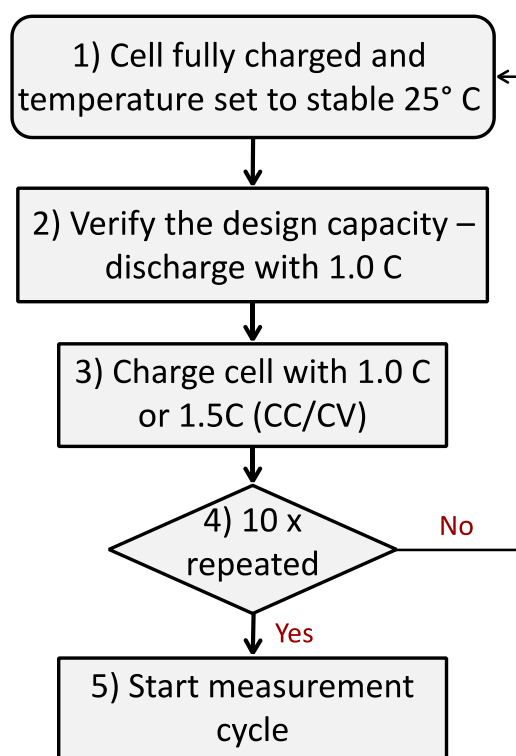 1) Cell fully charged and
temperature set to stable 25° C
2) Verify the design capacity –
discharge with 1.0 C
3) Charge cell with 1.0 C
or 1.5C (CC/CV)
4) 10 x
repeated
No
Yes
5) Start measurement
cycle